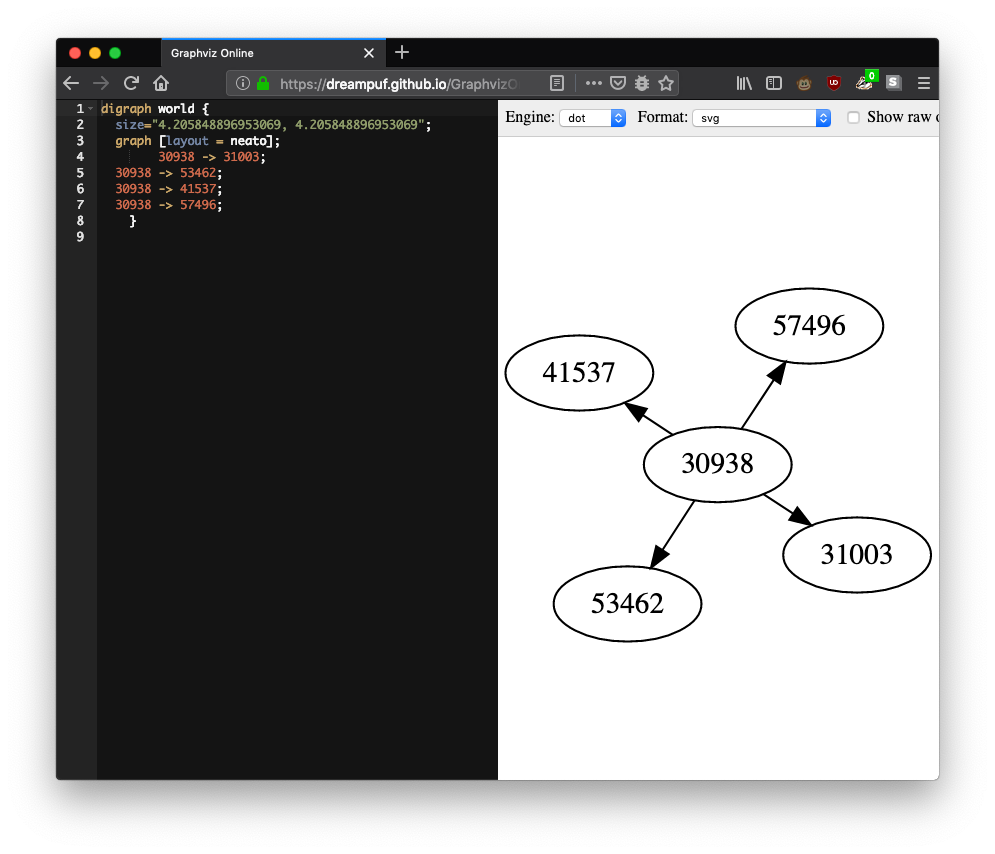 Graphviz Online
https://dreampuf.github.io/GraphvizO
0
UD
S
1 digraph world {
2 size="4.205848896953069, 4.205848896953069";
3 graph [layout = neato];
4 30938 -> 31003;
5 30938 -> 53462;
6 30938 -> 41537;
7 30938 -> 57496;
8 }
9
Engine: dot Format: svg Show raw o
57496
41537
30938
31003
53462